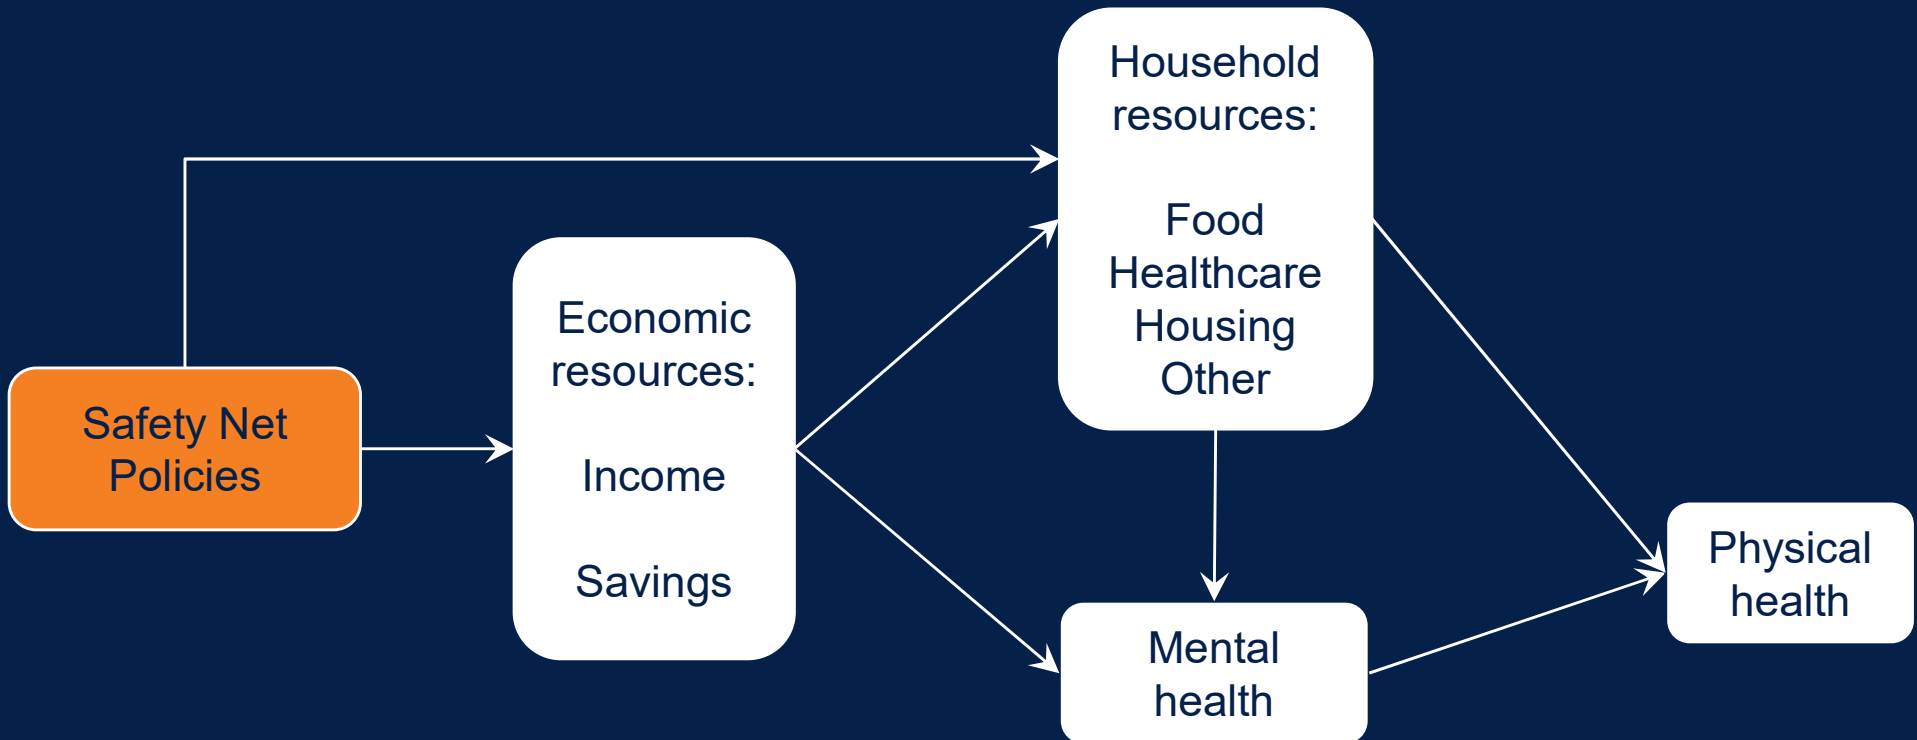 Safety Net
Policies
Economic
resources:
Income
Savings
Household
resources:
Food
Healthcare
Housing
Other
Mental
health
Physical
health